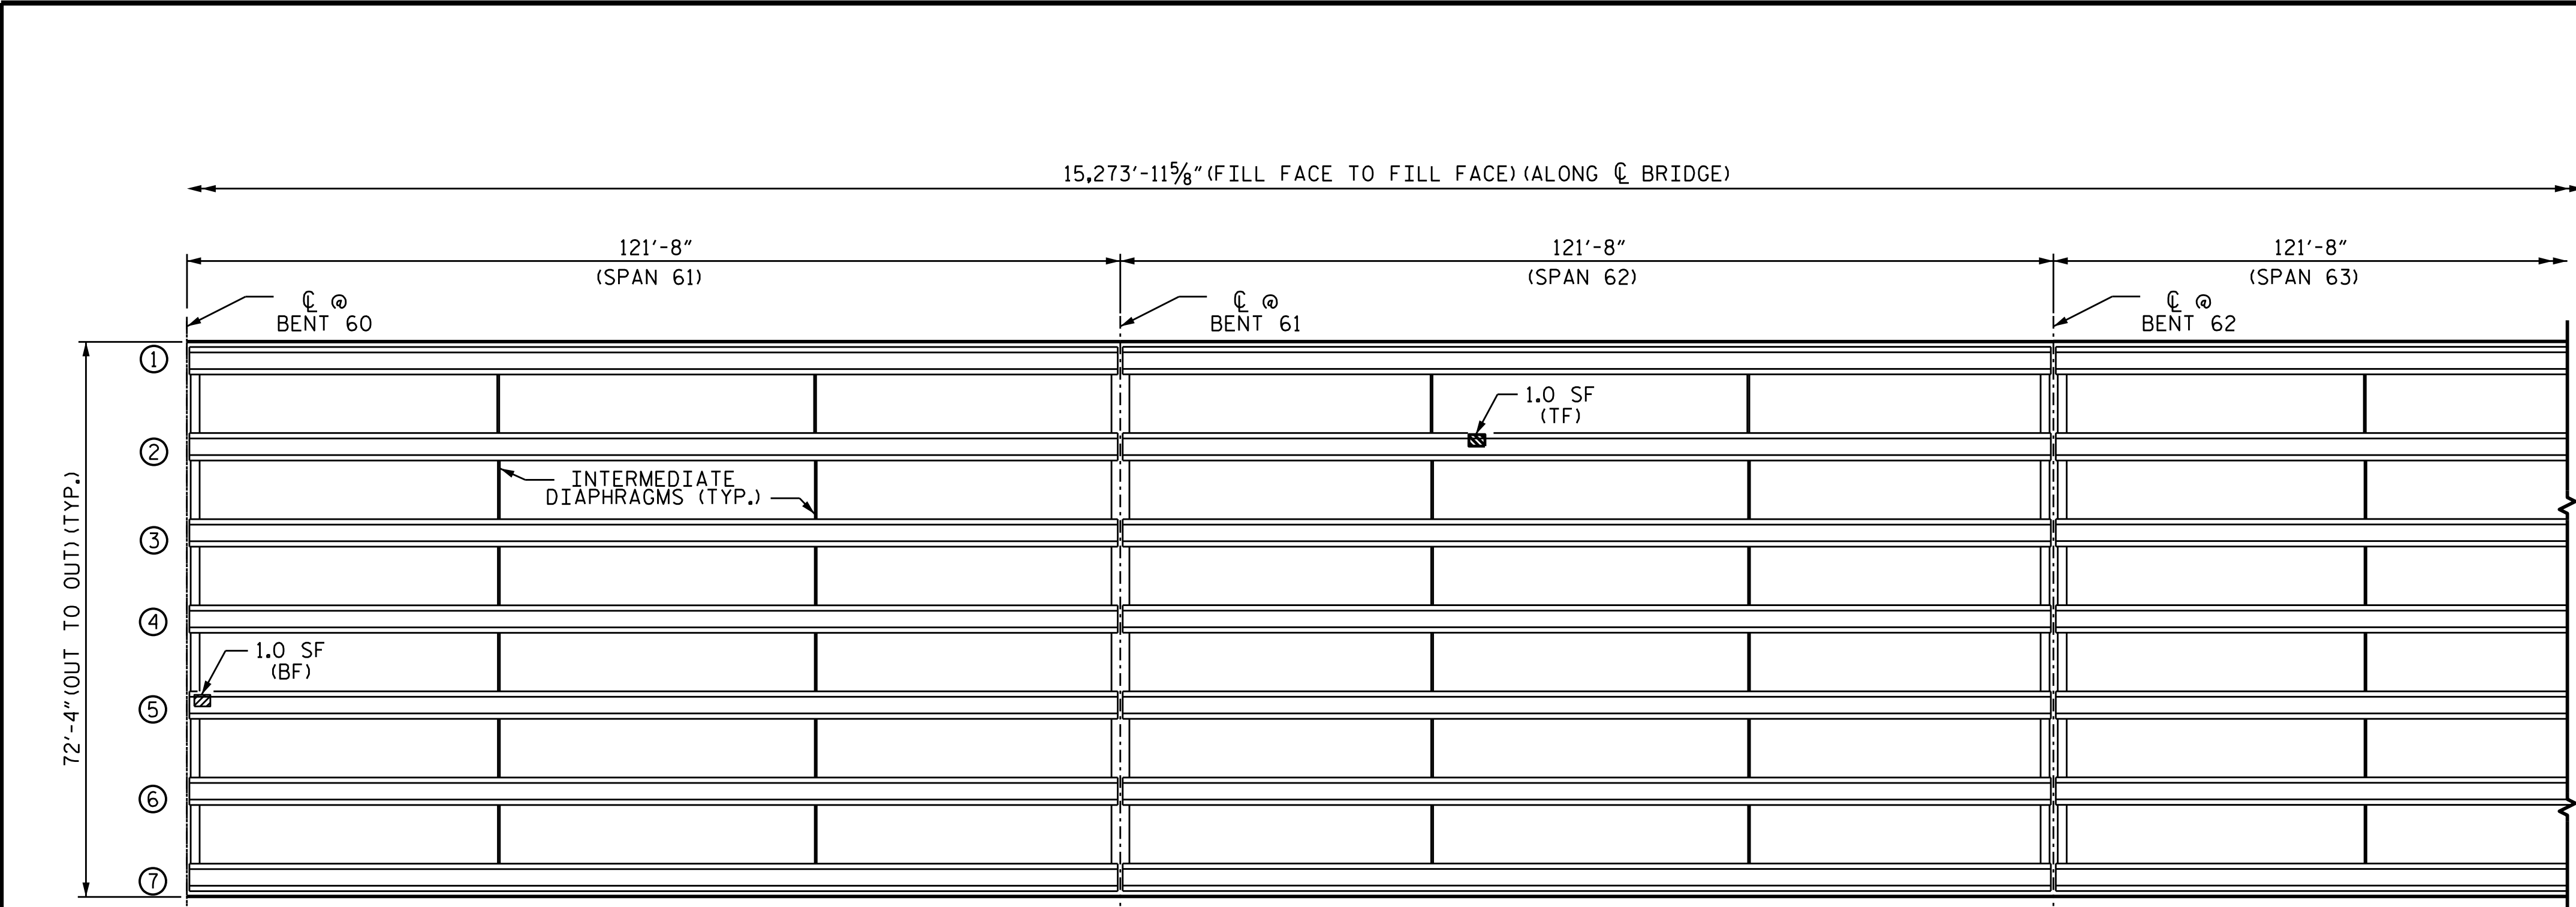 15,273'-11⅝" (FILL FACE TO FILL FACE) (ALONG ℄ BRIDGE)
121'-8"
(SPAN 61)
121'-8"
(SPAN 62)
121'-8"
(SPAN 63)
℄ @
BENT 60
℄ @
BENT 61
℄ @
BENT 62
1
1.0 SF
(TF)
2
INTERMEDIATE
DIAPHRAGMS (TYP.)
72'-4" (OUT TO OUT) (TYP.)
3
4
1.0 SF
(BF)
5
6
7